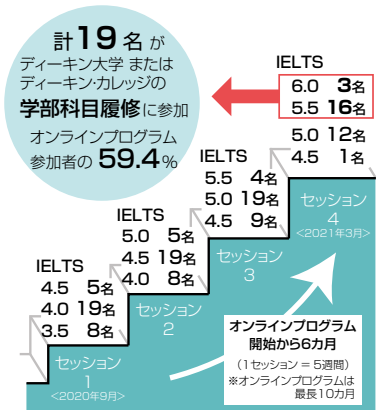 計19名が
ディーキン大学 または
ディーキン・カレッジの
学部科目履修に参加
オンラインプログラム
参加者の 59.4%
IELTS
6.0 3名
5.5 16名
5.0 12名
4.5 1名
セッション
4
<2021年3月>
IELTS
5.5 4名
5.0 19名
4.5 9名
セッション
3
IELTS
5.0 5名
4.5 19名
4.0 8名
セッション
2
IELTS
4.5 5名
4.0 19名
3.5 8名
セッション
1
<2020年9月>
オンラインプログラム
開始から6カ月
(1セッション = 5週間)
※オンラインプログラムは
最長10カ月